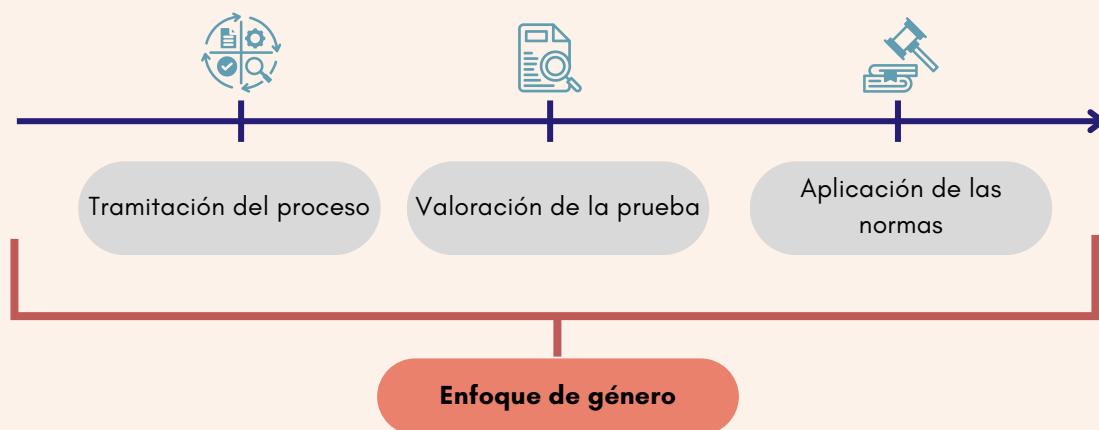 Tramitación del proceso
Valoración de la prueba
Aplicación de las
normas
Enfoque de género